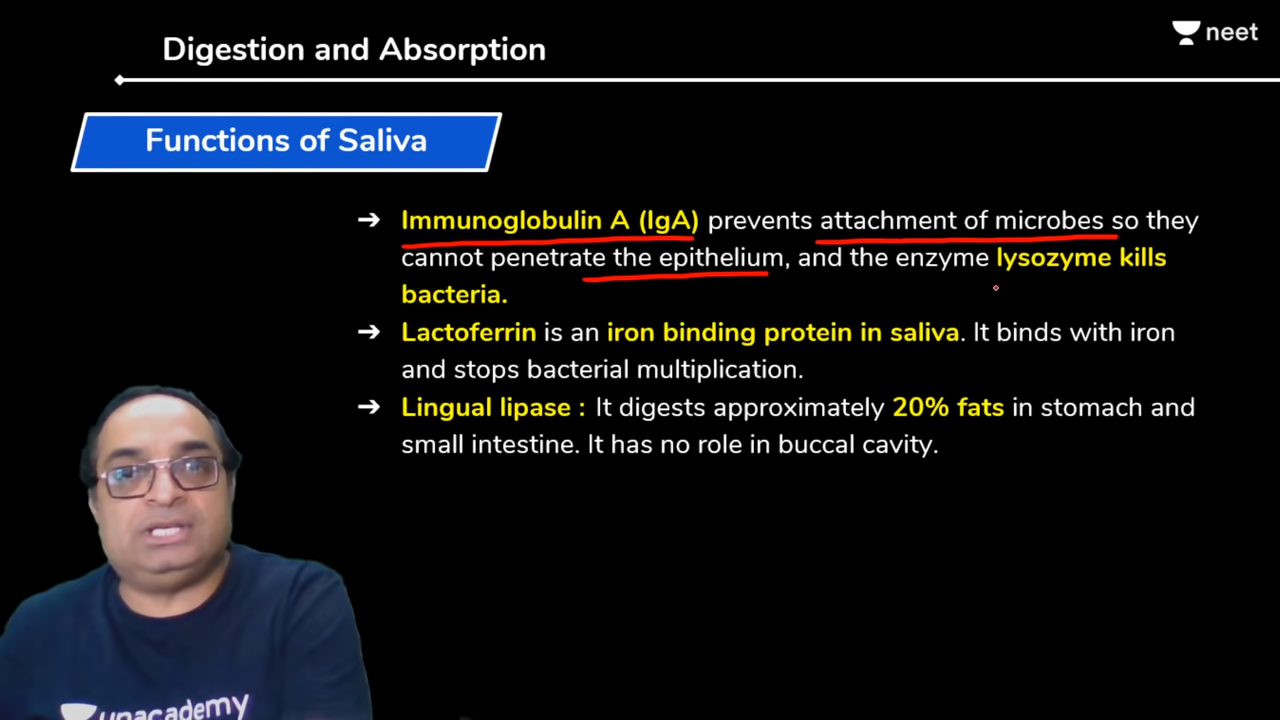 Digestion and Absorption
neet
Functions of Saliva
➔ Immunoglobulin A (IgA) prevents attachment of microbes so they
cannot penetrate the epithelium, and the enzyme lysozyme kills
bacteria.
➔ Lactoferrin is an iron binding protein in saliva. It binds with iron
and stops bacterial multiplication.
➔ Lingual lipase : It digests approximately 20% fats in stomach and
small intestine. It has no role in buccal cavity.
unacademy